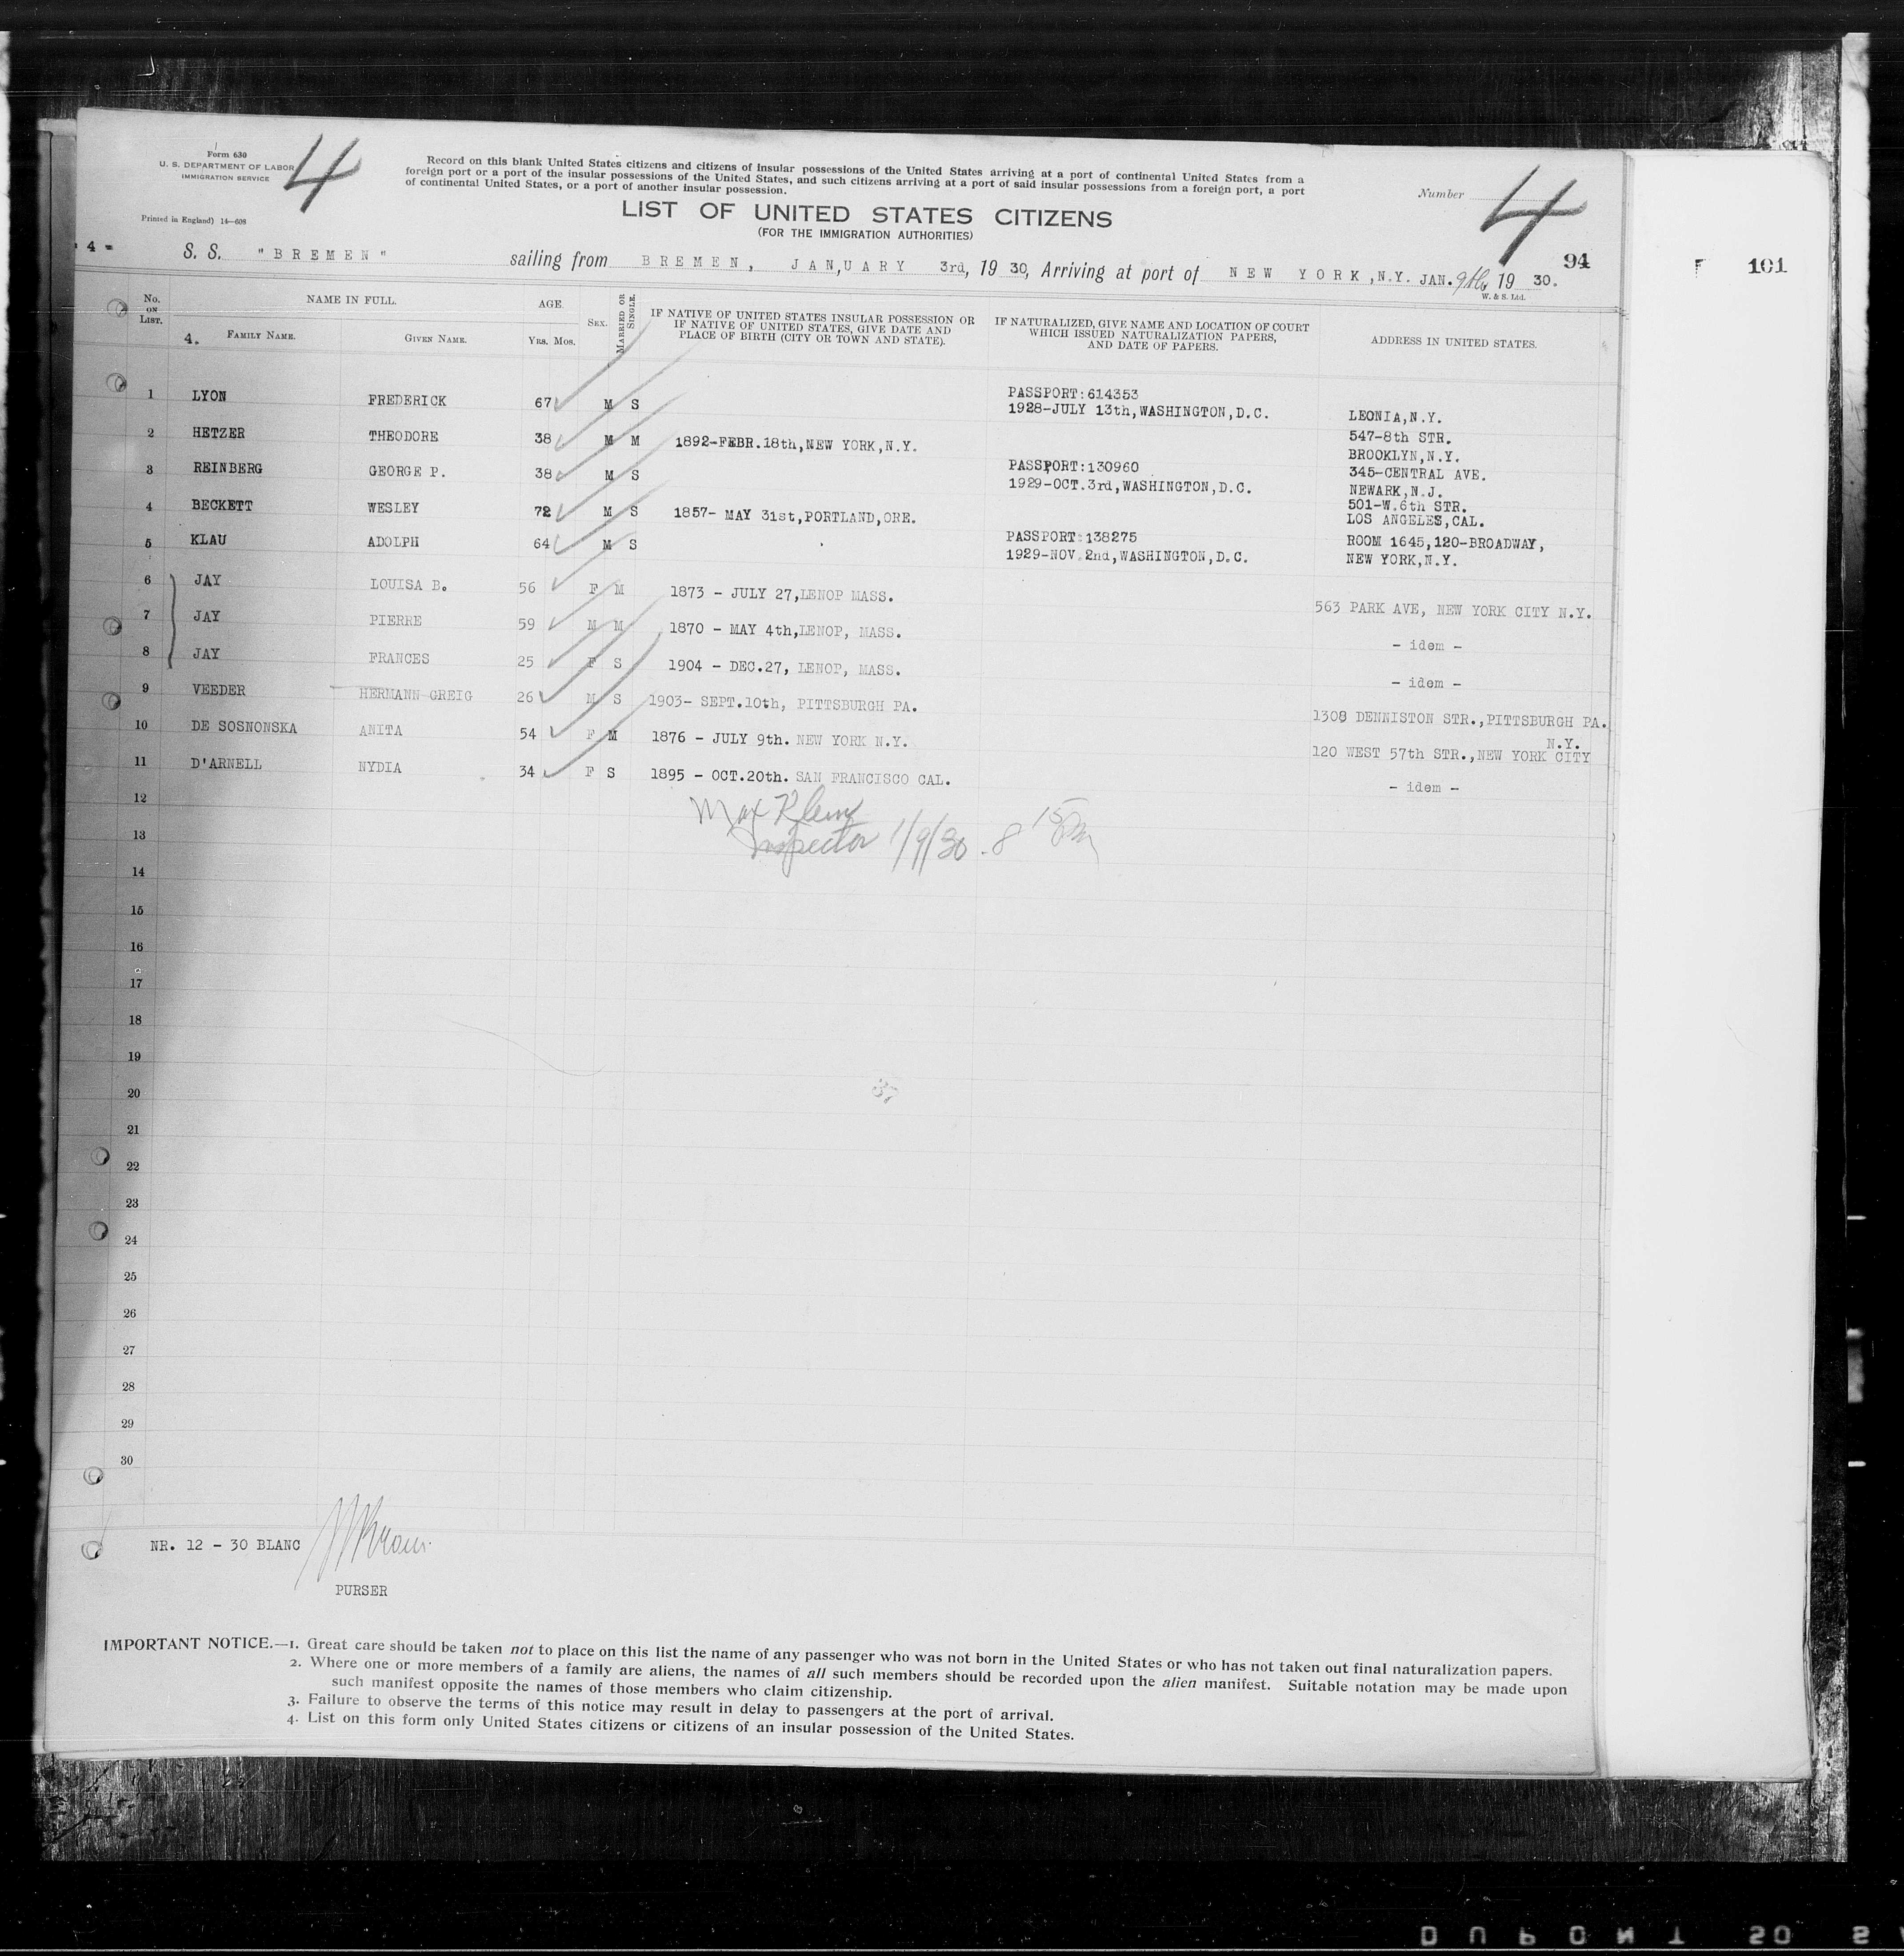 Form 630
U. S. DEPARTMENT OF LABOR
IMMIGRATION SERVICE
4
Printed in England) 14—608
Record on this blank United States citizens and citizens of insular possessions of the United States arriving at a port of continental United States from a
foreign port or a port of the insular possessions of the United States, and such citizens arriving at a port of said insular possessions from a foreign port, a port
of continental United States, or a port of another insular possession.
Number 4
LIST OF UNITED STATES CITIZENS
(FOR THE IMMIGRATION AUTHORITIES)
94
101
- 4 -
S. S. "BREMEN" sailing from BREMEN, JANUARY 3rd, 19 30, Arriving at port of NEW YORK, N.Y. JAN. 9th, 19 30.
W. & S. Ltd.
No. ON LIST.
NAME IN FULL.
4. FAMILY NAME. GIVEN NAME.
AGE. YRS. MOS.
SEX.
MARRIED OR SINGLE.
IF NATIVE OF UNITED STATES INSULAR POSSESSION OR
IF NATIVE OF UNITED STATES, GIVE DATE AND
PLACE OF BIRTH (CITY OR TOWN AND STATE).
IF NATURALIZED, GIVE NAME AND LOCATION OF COURT
WHICH ISSUED NATURALIZATION PAPERS,
AND DATE OF PAPERS.
ADDRESS IN UNITED STATES.
1 LYON FREDERICK 67 M S PASSPORT:614353
1928-JULY 13th, WASHINGTON, D.C. LEONIA, N.Y.
2 HETZER THEODORE 38 M M 1892-FEBR.18th, NEW YORK, N.Y. 547-8th STR.
BROOKLYN, N.Y.
3 REINBERG GEORGE P. 38 M S PASSPORT:130960 345-CENTRAL AVE.
1929-OCT.3rd, WASHINGTON, D.C. NEWARK, N.J.
4 BECKETT WESLEY 72 M S 1857- MAY 31st, PORTLAND, ORE. 501-W.6th STR.
LOS ANGELES, CAL.
5 KLAU ADOLPH 64 M S PASSPORT:138275 ROOM 1645, 120-BROADWAY,
1929-NOV.2nd, WASHINGTON, D.C. NEW YORK, N.Y.
6 JAY LOUISA B. 56 F M 1873 - JULY 27, LENOP MASS. 563 PARK AVE, NEW YORK CITY N.Y.
7 JAY PIERRE 59 M M 1870 - MAY 4th, LENOP, MASS. - idem -
8 JAY FRANCES 25 F S 1904 - DEC.27, LENOP, MASS. - idem -
9 VEEDER HERMANN GREIG 26 M S 1903- SEPT.10th, PITTSBURGH PA. 1308 DENNISTON STR., PITTSBURGH PA.
10 DE SOSNONSKA ANITA 54 F M 1876 - JULY 9th. NEW YORK N.Y. 120 WEST 57th STR., NEW YORK CITY N.Y.
11 D'ARNELL NYDIA 34 F S 1895 - OCT.20th. SAN FRANCISCO CAL. - idem -
12
Max Klein
13
Inspector 1/9/30 . 8 15 Pm
14
15
16
17
18
19
20
37
21
22
23
24
25
26
27
28
29
30
NR. 12 - 30 BLANC
PURSER
IMPORTANT NOTICE.—1. Great care should be taken not to place on this list the name of any passenger who was not born in the United States or who has not taken out final naturalization papers.
2. Where one or more members of a family are aliens, the names of all such members should be recorded upon the alien manifest. Suitable notation may be made upon
such manifest opposite the names of those members who claim citizenship.
3. Failure to observe the terms of this notice may result in delay to passengers at the port of arrival.
4. List on this form only United States citizens or citizens of an insular possession of the United States.
DUPONT